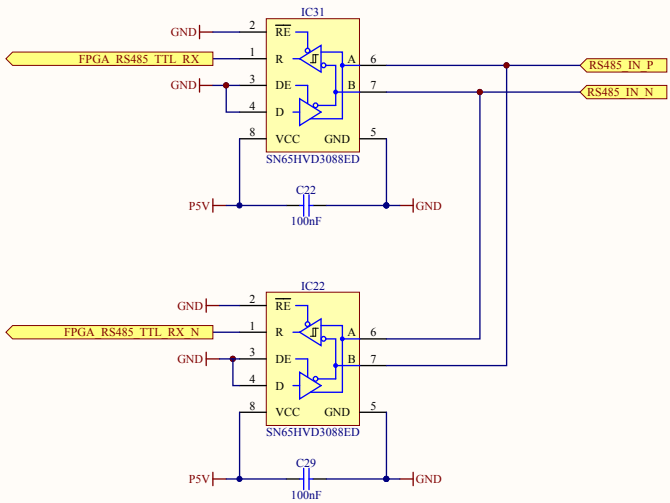 IC31
GND 2 RE
FPGA_RS485_TTL_RX 1 R A 6 RS485_IN_P
GND 3 DE B 7 RS485_IN_N
4 D
8 VCC GND 5
SN65HVD3088ED
C22
P5V GND
100nF
IC22
GND 2 RE
FPGA_RS485_TTL_RX_N 1 R A 6
GND 3 DE B 7
4 D
8 VCC GND 5
SN65HVD3088ED
C29
P5V GND
100nF